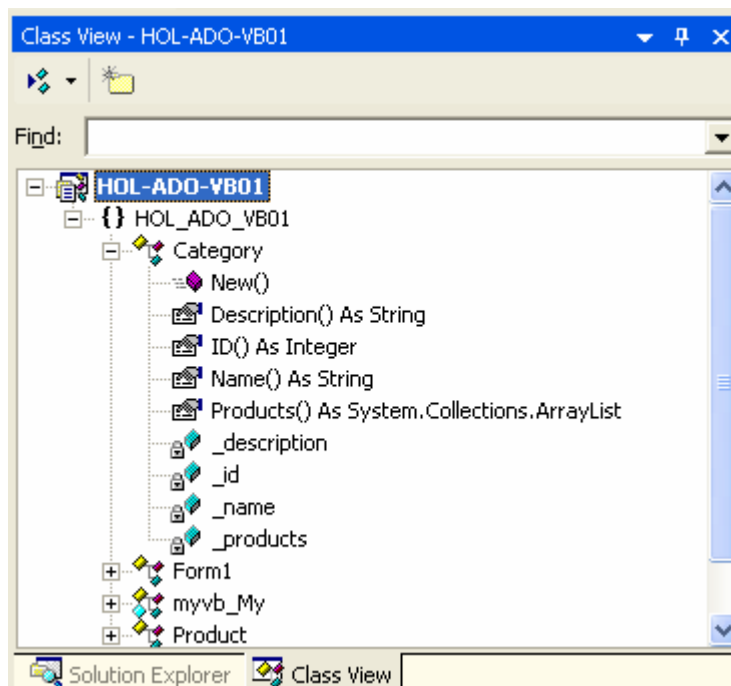 Class View - HOL-ADO-VB01
Find:
HOL-ADO-VB01
{} HOL_ADO_VB01
Category
New()
Description() As String
ID() As Integer
Name() As String
Products() As System.Collections.ArrayList
_description
_id
_name
_products
Form1
myvb_My
Product
Solution Explorer Class View